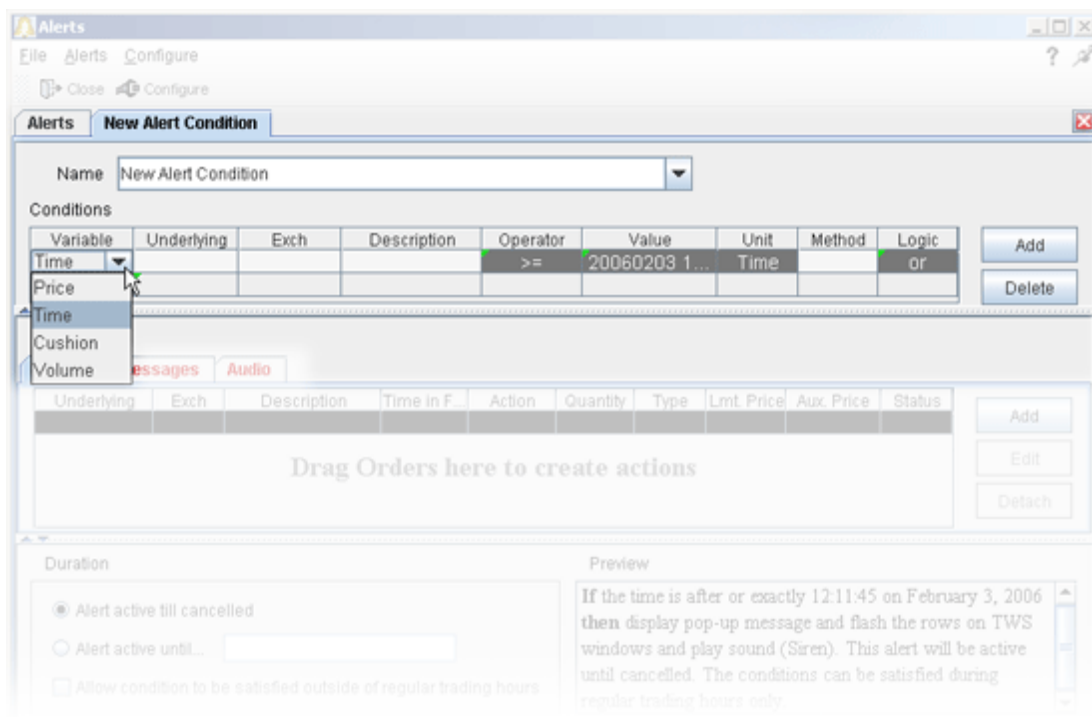 Alerts
File Alerts Configure ?
Close Configure
Alerts New Alert Condition
Name New Alert Condition
Conditions
Variable Underlying Exch Description Operator Value Unit Method Logic Add
Time >= 20060203 1... Time or
Price Delete
Time
Cushion
Volume essages Audio
Underlying Exch Description Time in F... Action Quantity Type Lmt. Price Aux. Price Status Add
Drag Orders here to create actions Edit
Detach
Duration Preview
Alert active till cancelled
Alert active until...
Allow condition to be satisfied outside of regular trading hours
If the time is after or exactly 12:11:45 on February 3, 2006
then display pop-up message and flash the rows on TWS
windows and play sound (Siren). This alert will be active
until cancelled. The conditions can be satisfied during
regular trading hours only.